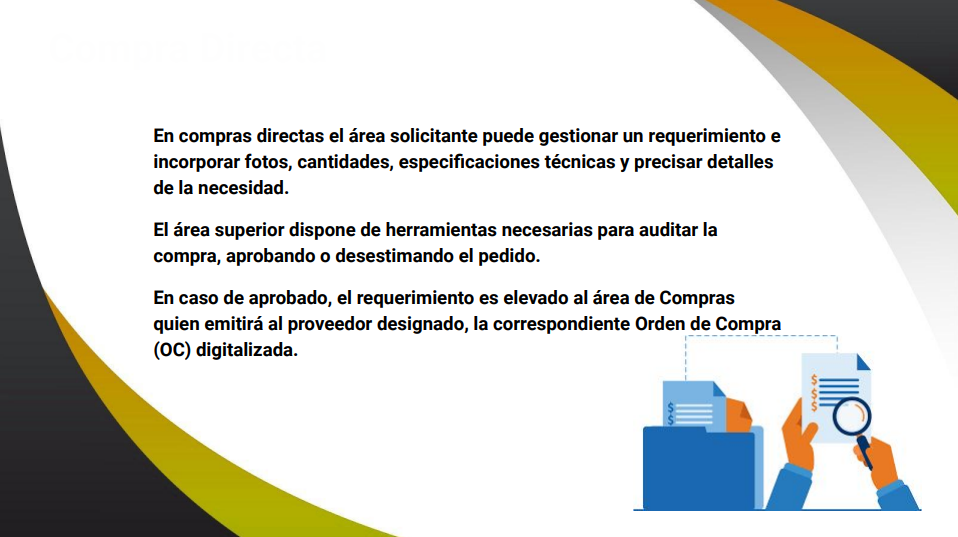 En compras directas el área solicitante puede gestionar un requerimiento e
incorporar fotos, cantidades, especificaciones técnicas y precisar detalles
de la necesidad.
El área superior dispone de herramientas necesarias para auditar la
compra, aprobando o desestimando el pedido.
En caso de aprobado, el requerimiento es elevado al área de Compras
quien emitirá al proveedor designado, la correspondiente Orden de Compra
(OC) digitalizada.
$
$
$
$
$